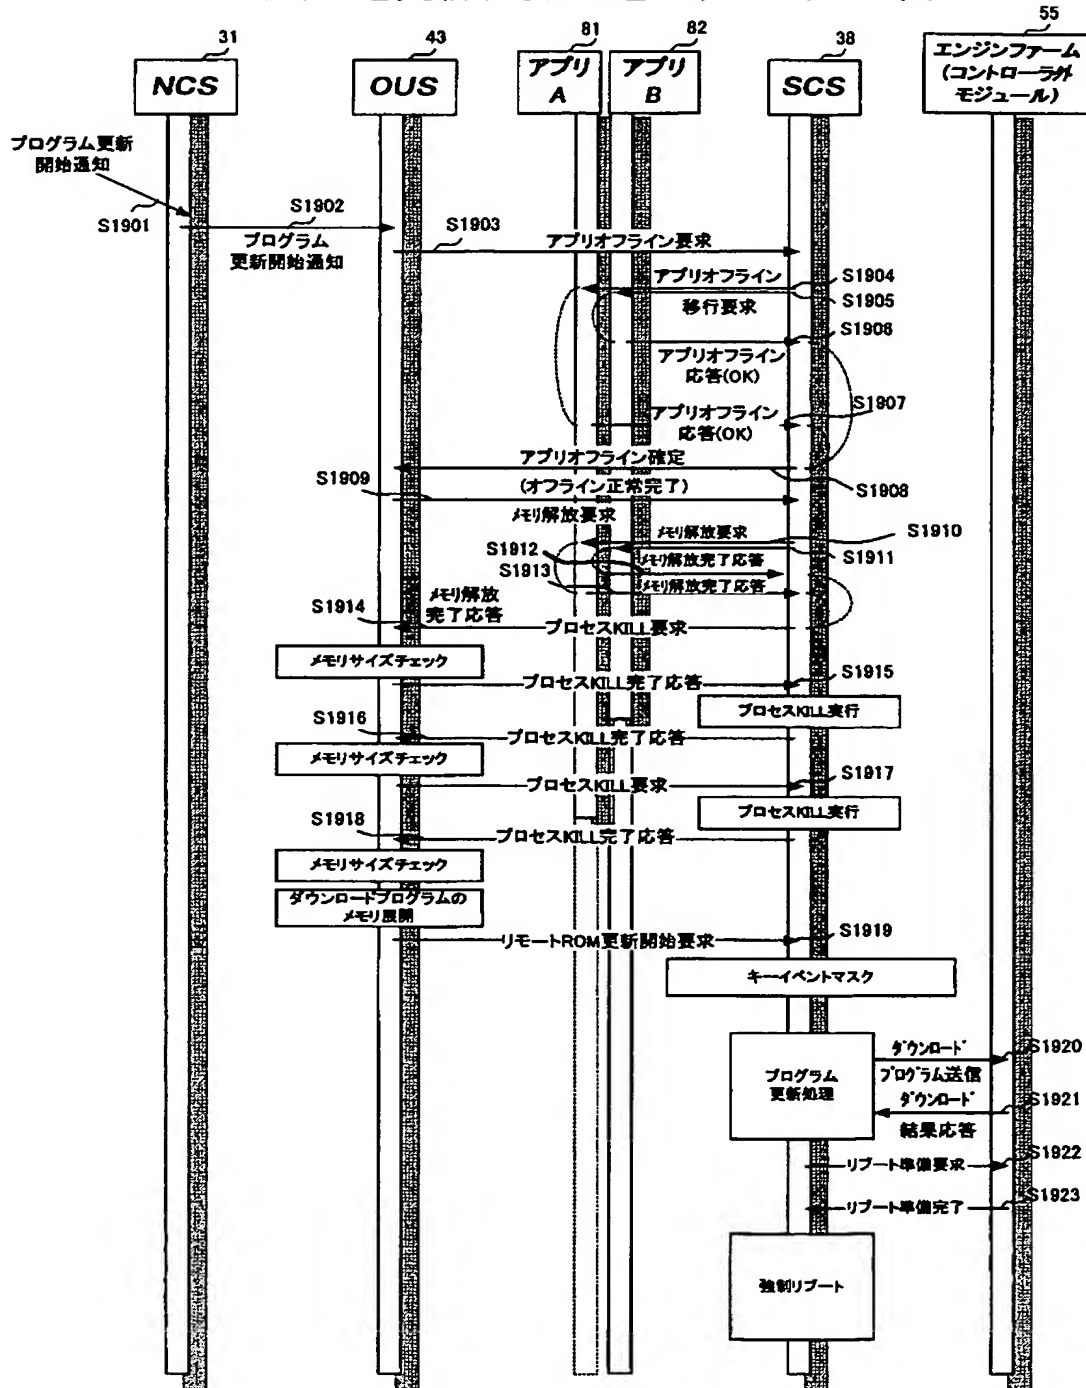 31
43
81
82
38
55
NCS
OUS
アプリ
A
アプリ
B
SCS
エンジンファーム
(コントローラ外
モジュール)
プログラム更新
開始通知
S1901
S1902
プログラム
更新開始通知
S1903
アプリオフライン要求
アプリオフライン
移行要求
S1904
S1905
S1906
アプリオフライン
応答(OK)
S1907
アプリオフライン
応答(OK)
アプリオフライン確定
(オフライン正常完了)
S1908
S1909
メモリ解放要求
メモリ解放要求
S1910
S1911
S1912
メモリ解放完了応答
S1913
メモリ解放完了応答
メモリ解放
完了応答
S1914
プロセスKILL要求
メモリサイズチェック
プロセスKILL完了応答
S1915
プロセスKILL実行
S1916
プロセスKILL完了応答
メモリサイズチェック
プロセスKILL要求
S1917
プロセスKILL実行
S1918
プロセスKILL完了応答
メモリサイズチェック
ダウンロードプログラムの
メモリ展開
リモートROM更新開始要求
S1919
キーイベントマスク
プログラム
更新処理
ダウンロード
プログラム送信
S1920
ダウンロード
結果応答
S1921
リブート準備要求
S1922
リブート準備完了
S1923
強制リブート